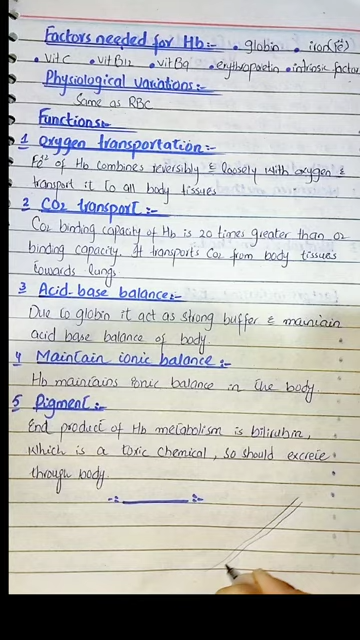 Factors needed for Hb:- • globin • iron(Fe)
• vit C • vit B12 • vit B9 • erythropoetin • intrinsic factor
Physiological variations:-
Same as RBC
Functions:-
1 Oxygen transportation:-
Fe+2 of Hb combines reversibly & loosely with oxygen &
transport it to all body tissues
2 CO2 transport:-
CO2 binding capacity of Hb is 20 times greater than O2
binding capacity. It transports CO2 from body tissues
towards lungs
3 Acid-base balance:-
Due to globin it act as strong buffer & maintain
acid base balance of body
4 Maintain ionic balance:-
Hb maintains ionic balance in the body.
5 Pigment:-
End product of Hb metabolism is
which is a toxic chemical, so should excrete
through body.